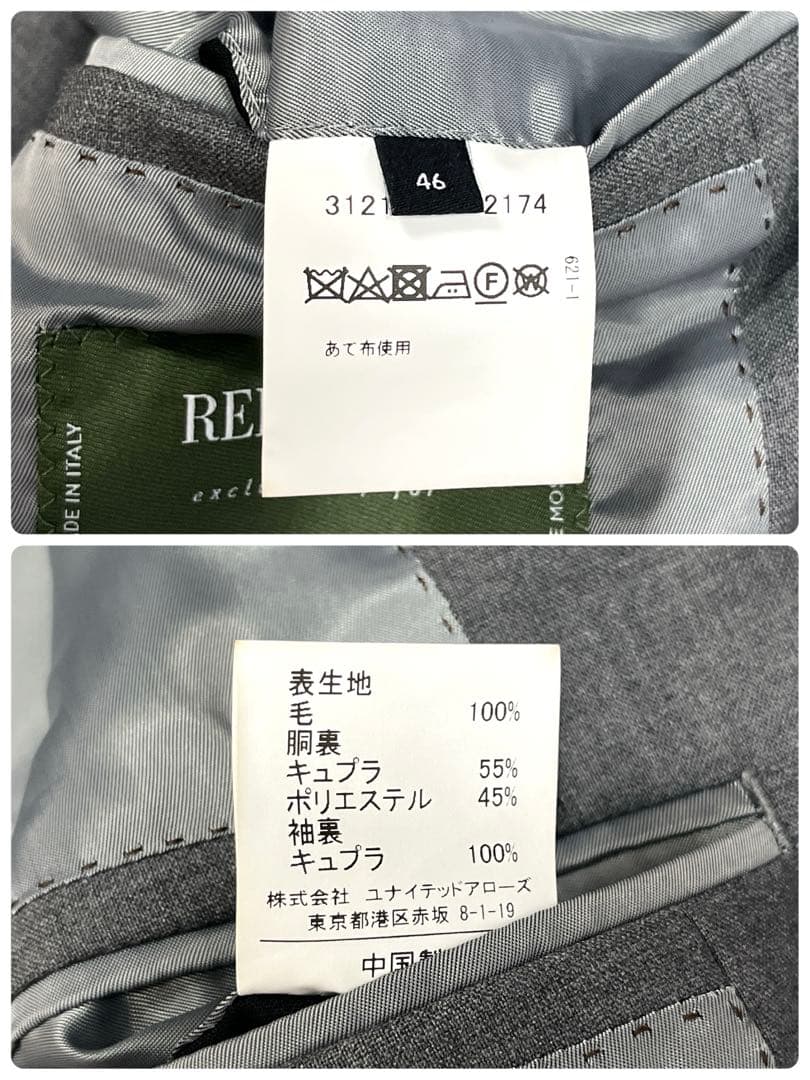 46
3121 2174
621-1
F
W
あて布使用
RE
MADE IN ITALY
表生地
毛 100%
胴裏
キュプラ 55%
ポリエステル 45%
袖裏
キュプラ 100%
株式会社 ユナイテッドアローズ
東京都港区赤坂 8-1-19
中国製